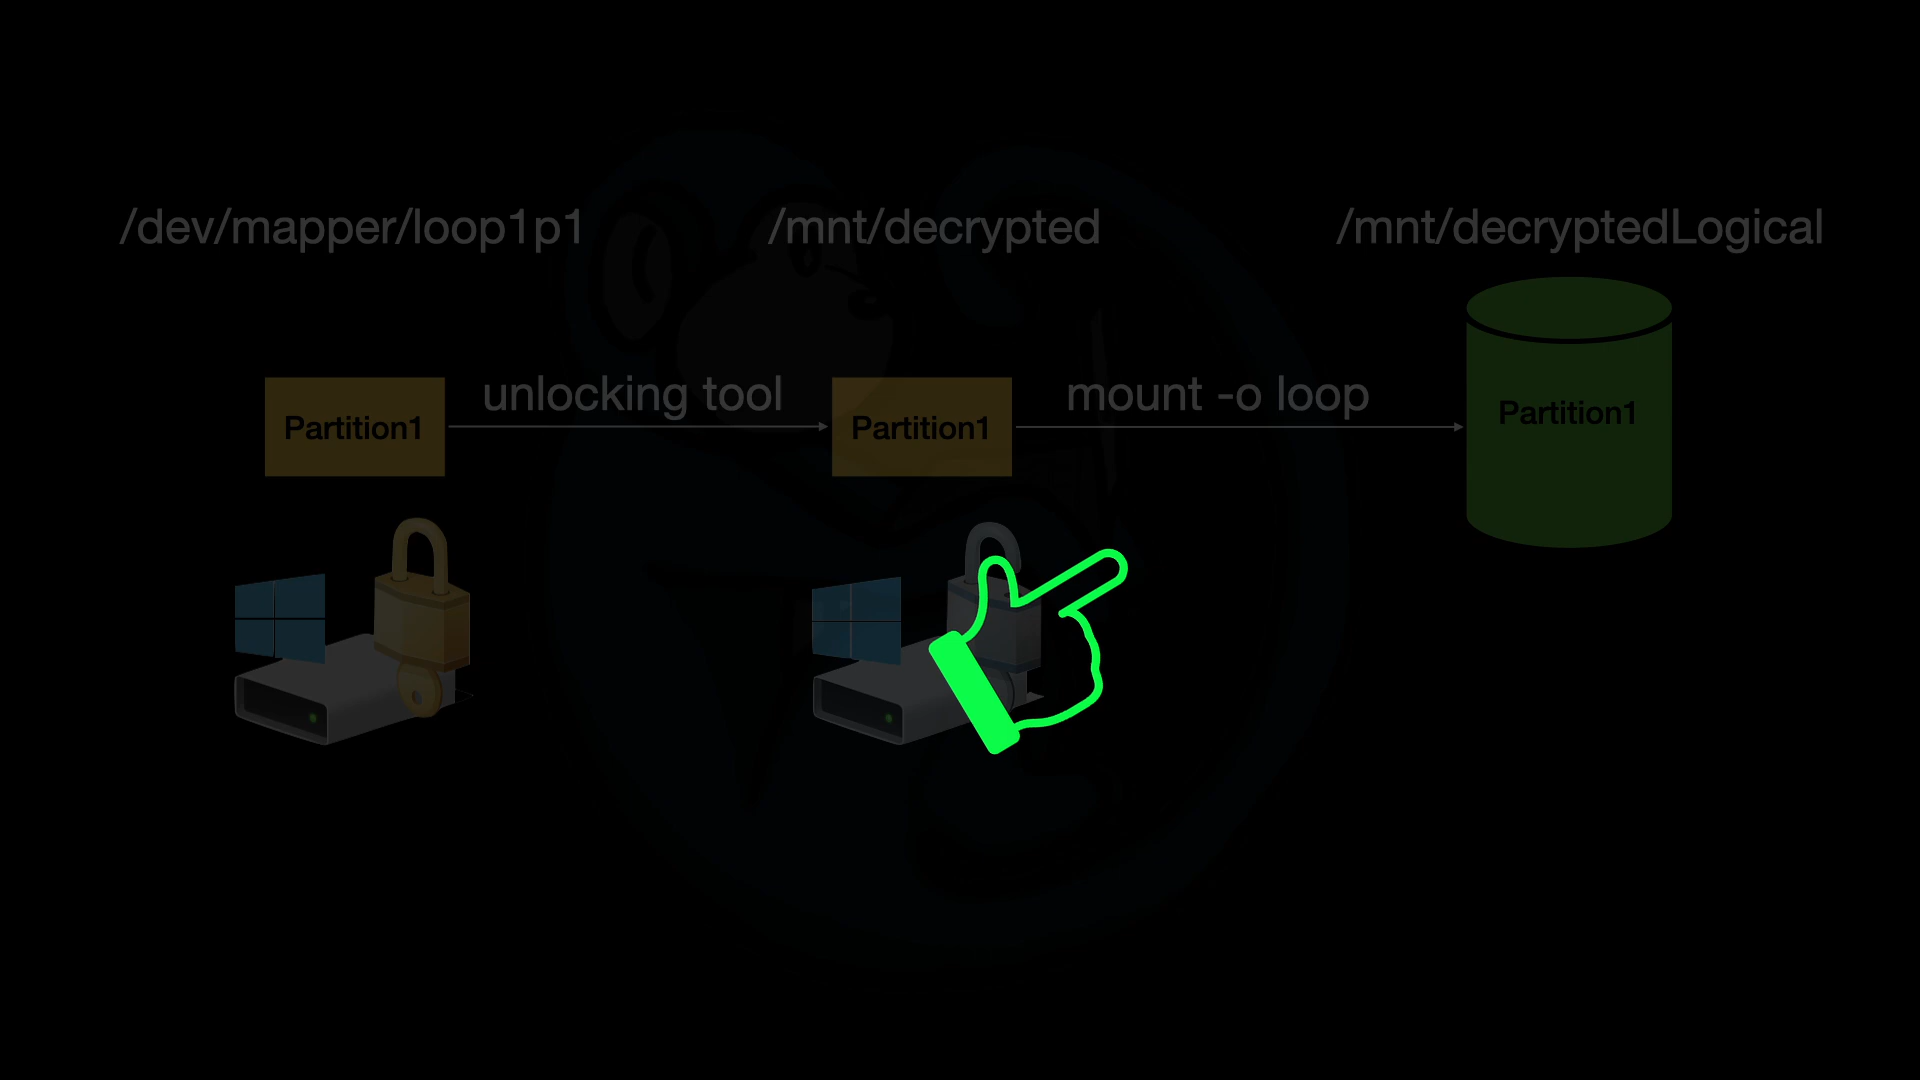 /dev/mapper/loop1p1
/mnt/decrypted
/mnt/decryptedLogical
Partition1
unlocking tool
Partition1
mount -o loop
Partition1